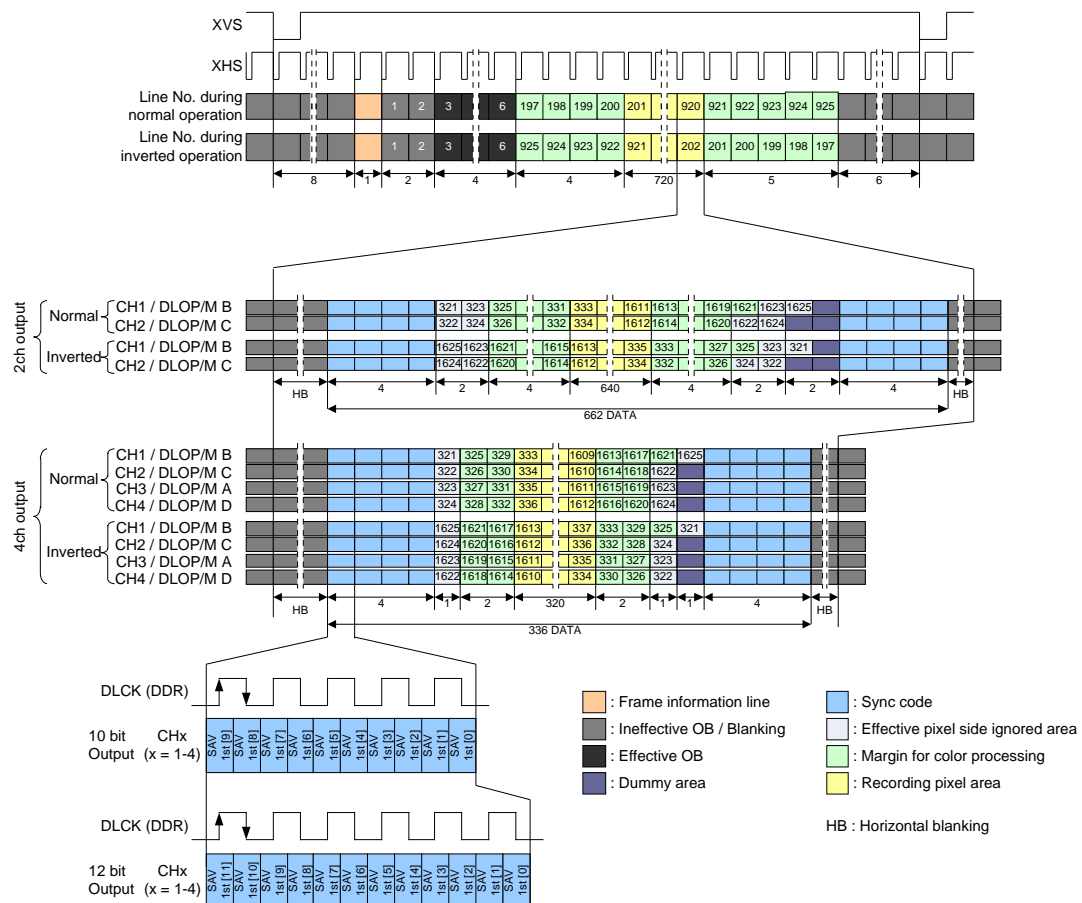 XVS
XHS
Line No. during normal operation
1 2 3 6 197 198 199 200 201 920 921 922 923 924 925
Line No. during inverted operation
1 2 3 6 925 924 923 922 921 202 201 200 199 198 197
8 1 2 4 4 720 5 6
2ch output
Normal
CH1 / DLOP/M B 321 323 325 331 333 1611 1613 1619 1621 1623 1625
CH2 / DLOP/M C 322 324 326 332 334 1612 1614 1620 1622 1624
Inverted
CH1 / DLOP/M B 1625 1623 1621 1615 1613 335 333 327 325 323 321
CH2 / DLOP/M C 1624 1622 1620 1614 1612 334 332 326 324 322
HB 4 2 4 640 4 2 2 4 HB
662 DATA
4ch output
Normal
CH1 / DLOP/M B 321 325 329 333 1609 1613 1617 1621 1625
CH2 / DLOP/M C 322 326 330 334 1610 1614 1618 1622
CH3 / DLOP/M A 323 327 331 335 1611 1615 1619 1623
CH4 / DLOP/M D 324 328 332 336 1612 1616 1620 1624
Inverted
CH1 / DLOP/M B 1625 1621 1617 1613 337 333 329 325 321
CH2 / DLOP/M C 1624 1620 1616 1612 336 332 328 324
CH3 / DLOP/M A 1623 1619 1615 1611 335 331 327 323
CH4 / DLOP/M D 1622 1618 1614 1610 334 330 326 322
HB 4 1 2 320 2 1 1 4 HB
336 DATA
DLCK (DDR)
10 bit Output
CHx (x = 1-4)
SAV 1st [9] SAV 1st [8] SAV 1st [7] SAV 1st [6] SAV 1st [5] SAV 1st [4] SAV 1st [3] SAV 1st [2] SAV 1st [1] SAV 1st [0]
DLCK (DDR)
12 bit Output
CHx (x = 1-4)
SAV 1st [11] SAV 1st [10] SAV 1st [9] SAV 1st [8] SAV 1st [7] SAV 1st [6] SAV 1st [5] SAV 1st [4] SAV 1st [3] SAV 1st [2] SAV 1st [1] SAV 1st [0]
: Frame information line
: Ineffective OB / Blanking
: Effective OB
: Dummy area
: Sync code
: Effective pixel side ignored area
: Margin for color processing
: Recording pixel area
HB : Horizontal blanking